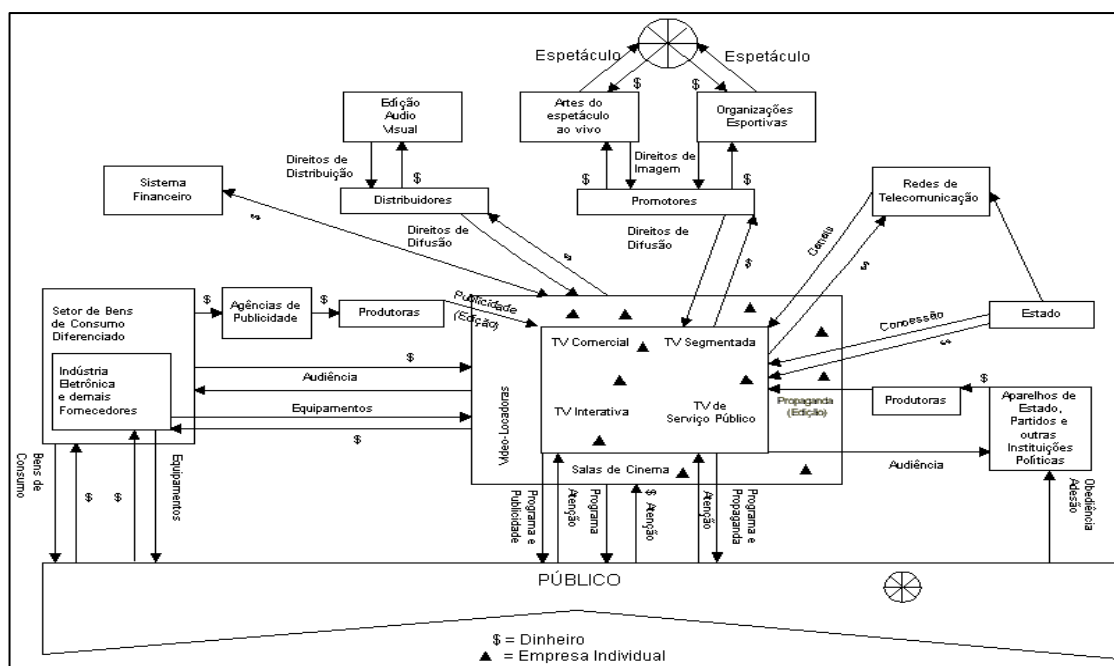 Espetáculo
Espetáculo
$
$
Edição
Audio
Visual
Artes do
espetáculo
ao vivo
Organizações
Esportivas
Direitos de
Distribuição
$
$
Direitos de
Imagem
$
Sistema
Financeiro
Distribuidores
Promotores
Redes de
Telecomunicação
$
Direitos de
Difusão
$
Direitos de
Difusão
$
Canais
$
Setor de Bens
de Consumo
Diferenciado
$
Agências de
Publicidade
$
Produtoras
Publicidade
(Edição)
Concessão
$
Estado
TV Comercial
TV Segmentada
Indústria
Eletrônica
e demais
Fornecedores
$
Audiência
Equipamentos
$
Video-Locadoras
TV Interativa
TV de
Serviço Público
Propaganda
(Edição)
Produtoras
$
Aparelhos de
Estado,
Partidos e
outras
Instituições
Políticas
Audiência
Salas de Cinema
Bens de
Consumo
$
$
Equipamentos
Programa e
Publicidade
Atenção
Programa
$ Atenção
Atenção
Programa e
Propaganda
Obediência
Adesão
PÚBLICO
$ = Dinheiro
▲ = Empresa Individual